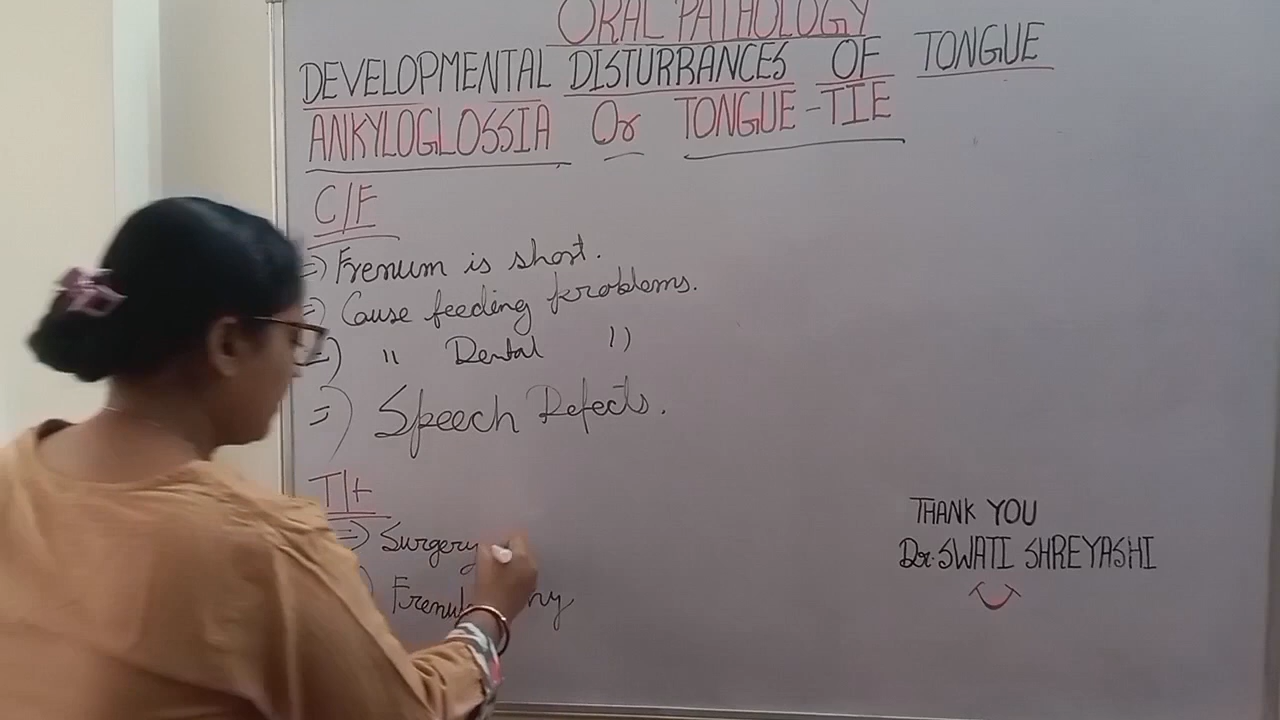 ORAL PATHOLOGY
DEVELOPMENTAL DISTURRANCES OF TONGUE
ANKYLOGLOSSIA Or TONGUE-TIE
C/F
=) Frenum is short.
=) Cause feeding problems.
=) " Dental "
=) Speech Defects.
T/t
=) Surgery
THANK YOU
Dr. SWATI SHREYASHI